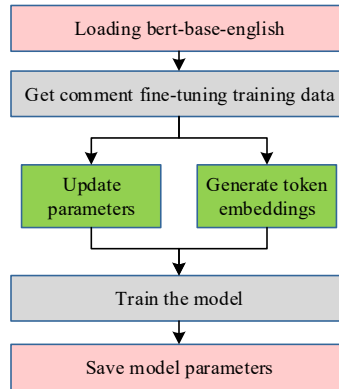 Loading bert-base-english
Get comment fine-tuning training data
Update
parameters
Generate token
embeddings
Train the model
Save model parameters